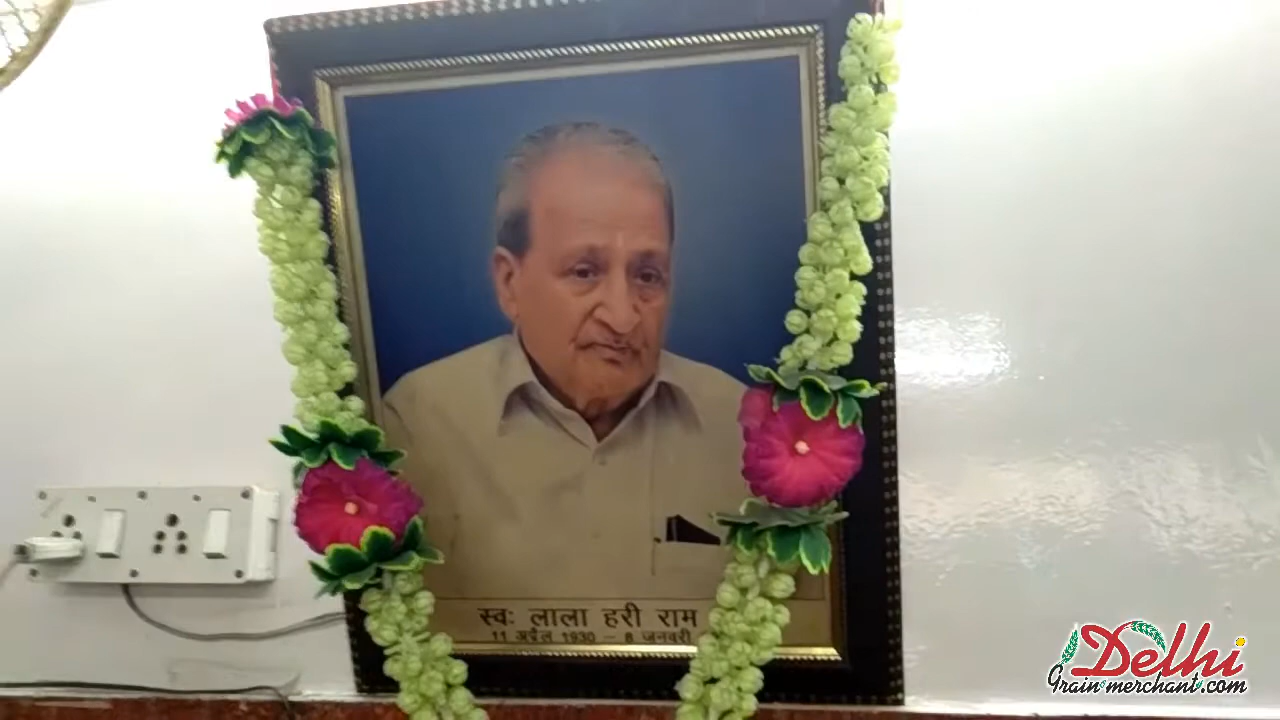 स्वः लाला हरी राम
11 अप्रैल 1930 – 8 जनवरी
Delhi
Grain merchant.com